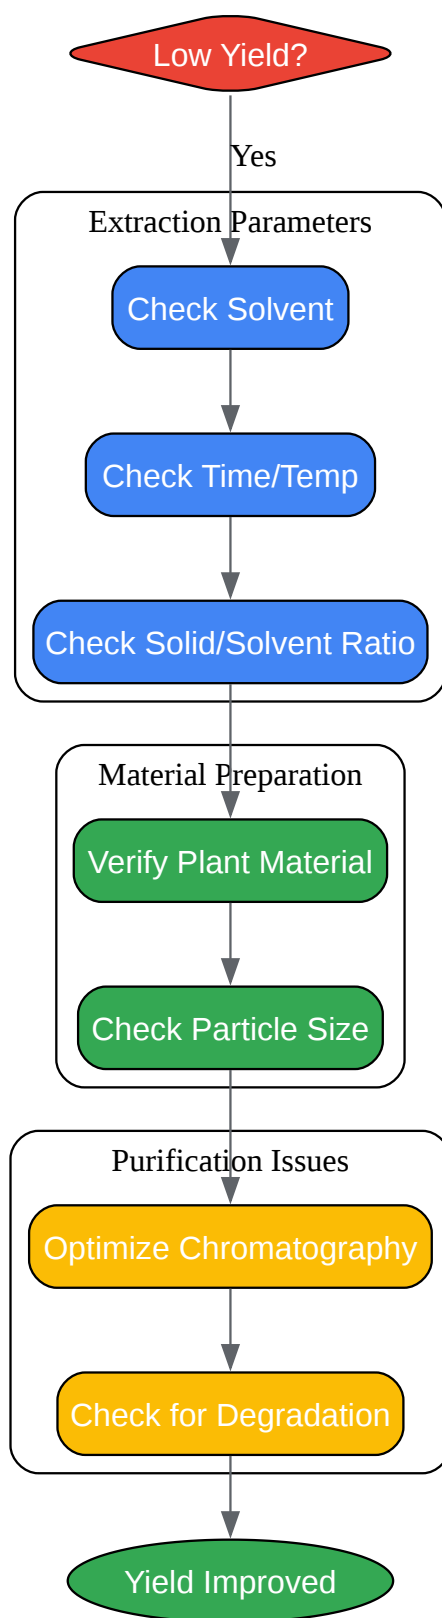 Low Yield?
Yes
Extraction Parameters
Check Solvent
Check Time/Temp
Check Solid/Solvent Ratio
Material Preparation
Verify Plant Material
Check Particle Size
Purification Issues
Optimize Chromatography
Check for Degradation
Yield Improved